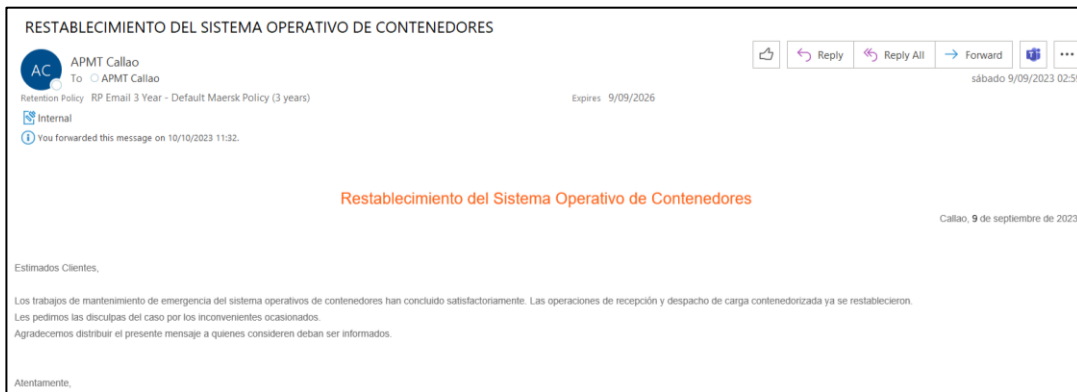 RESTABLECIMIENTO DEL SISTEMA OPERATIVO DE CONTENEDORES
AC
APMT Callao
To APMT Callao
Reply
Reply All
Forward
sábado 9/09/2023 02:59
Retention Policy RP Email 3 Year - Default Maersk Policy (3 years)
Expires 9/09/2026
Internal
You forwarded this message on 10/10/2023 11:32.
Restablecimiento del Sistema Operativo de Contenedores
Callao, 9 de septiembre de 2023
Estimados Clientes,
Los trabajos de mantenimiento de emergencia del sistema operativos de contenedores han concluido satisfactoriamente. Las operaciones de recepción y despacho de carga contenedorizada ya se restablecieron.
Les pedimos las disculpas del caso por los inconvenientes ocasionados.
Agradecemos distribuir el presente mensaje a quienes consideren deban ser informados.
Atentamente,